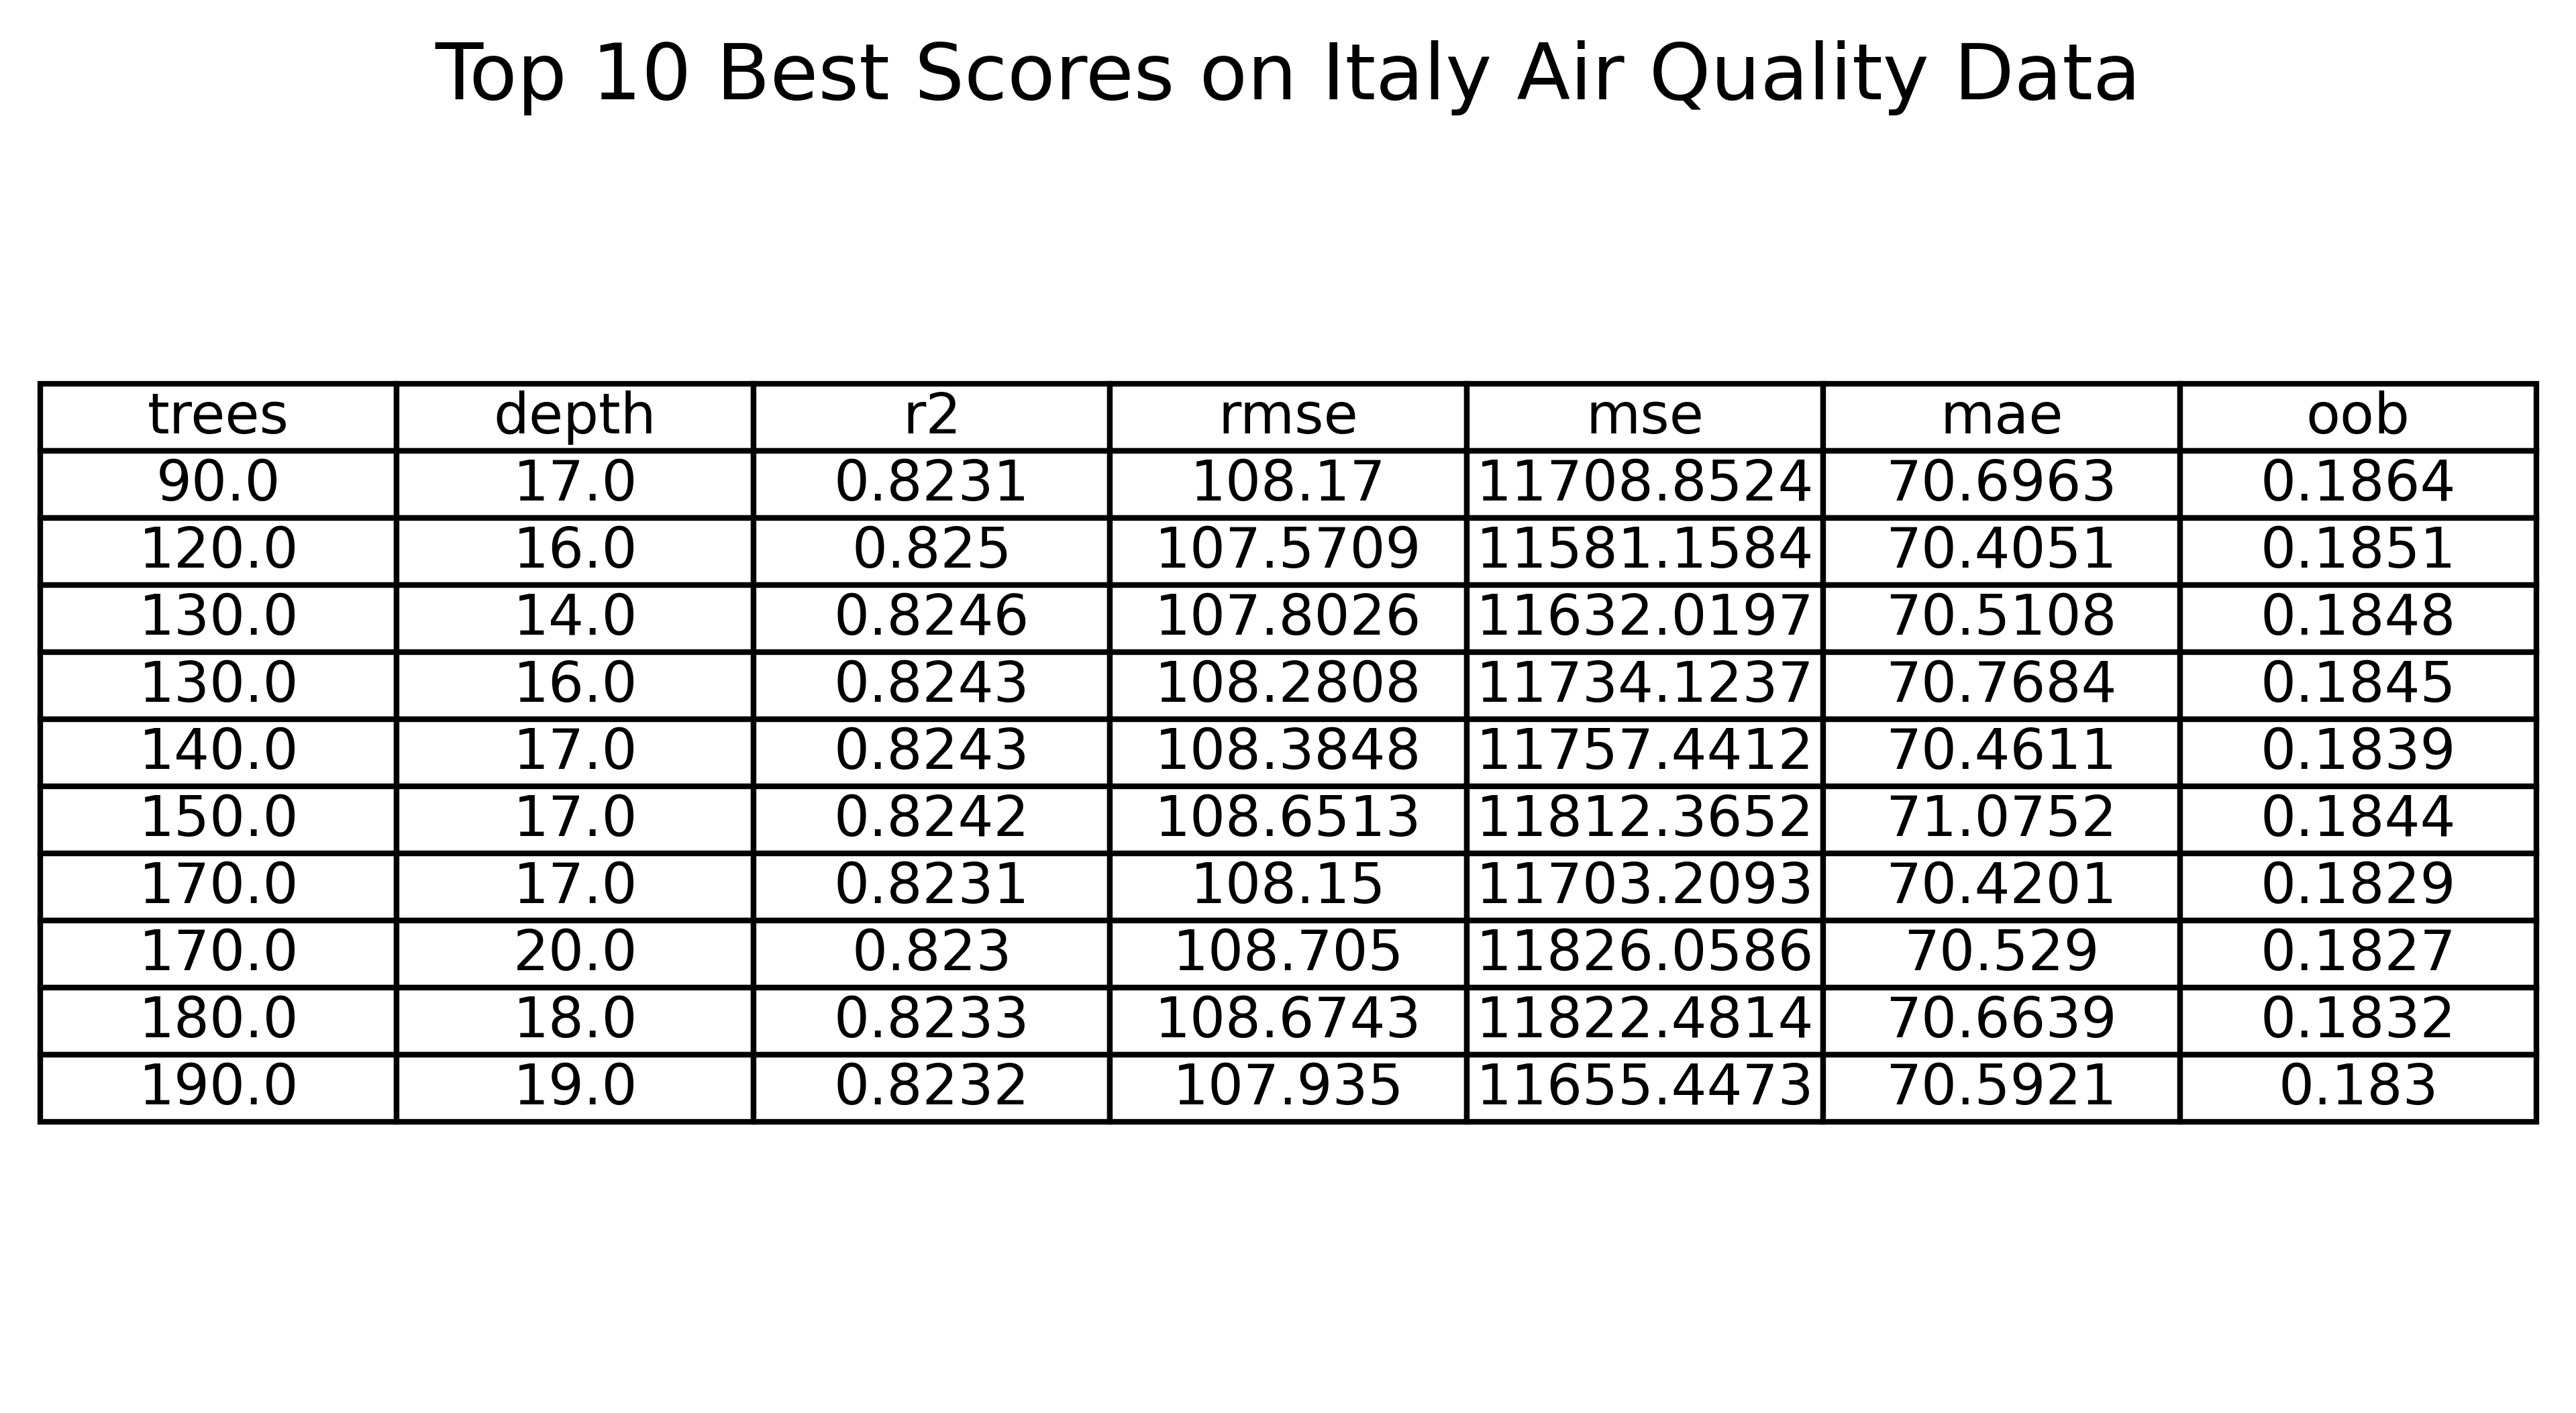 Top 10 Best Scores on Italy Air Quality Data
trees depth r2 rmse mse mae oob
90.0 17.0 0.8231 108.17 11708.8524 70.6963 0.1864
120.0 16.0 0.825 107.5709 11581.1584 70.4051 0.1851
130.0 14.0 0.8246 107.8026 11632.0197 70.5108 0.1848
130.0 16.0 0.8243 108.2808 11734.1237 70.7684 0.1845
140.0 17.0 0.8243 108.3848 11757.4412 70.4611 0.1839
150.0 17.0 0.8242 108.6513 11812.3652 71.0752 0.1844
170.0 17.0 0.8231 108.15 11703.2093 70.4201 0.1829
170.0 20.0 0.823 108.705 11826.0586 70.529 0.1827
180.0 18.0 0.8233 108.6743 11822.4814 70.6639 0.1832
190.0 19.0 0.8232 107.935 11655.4473 70.5921 0.183